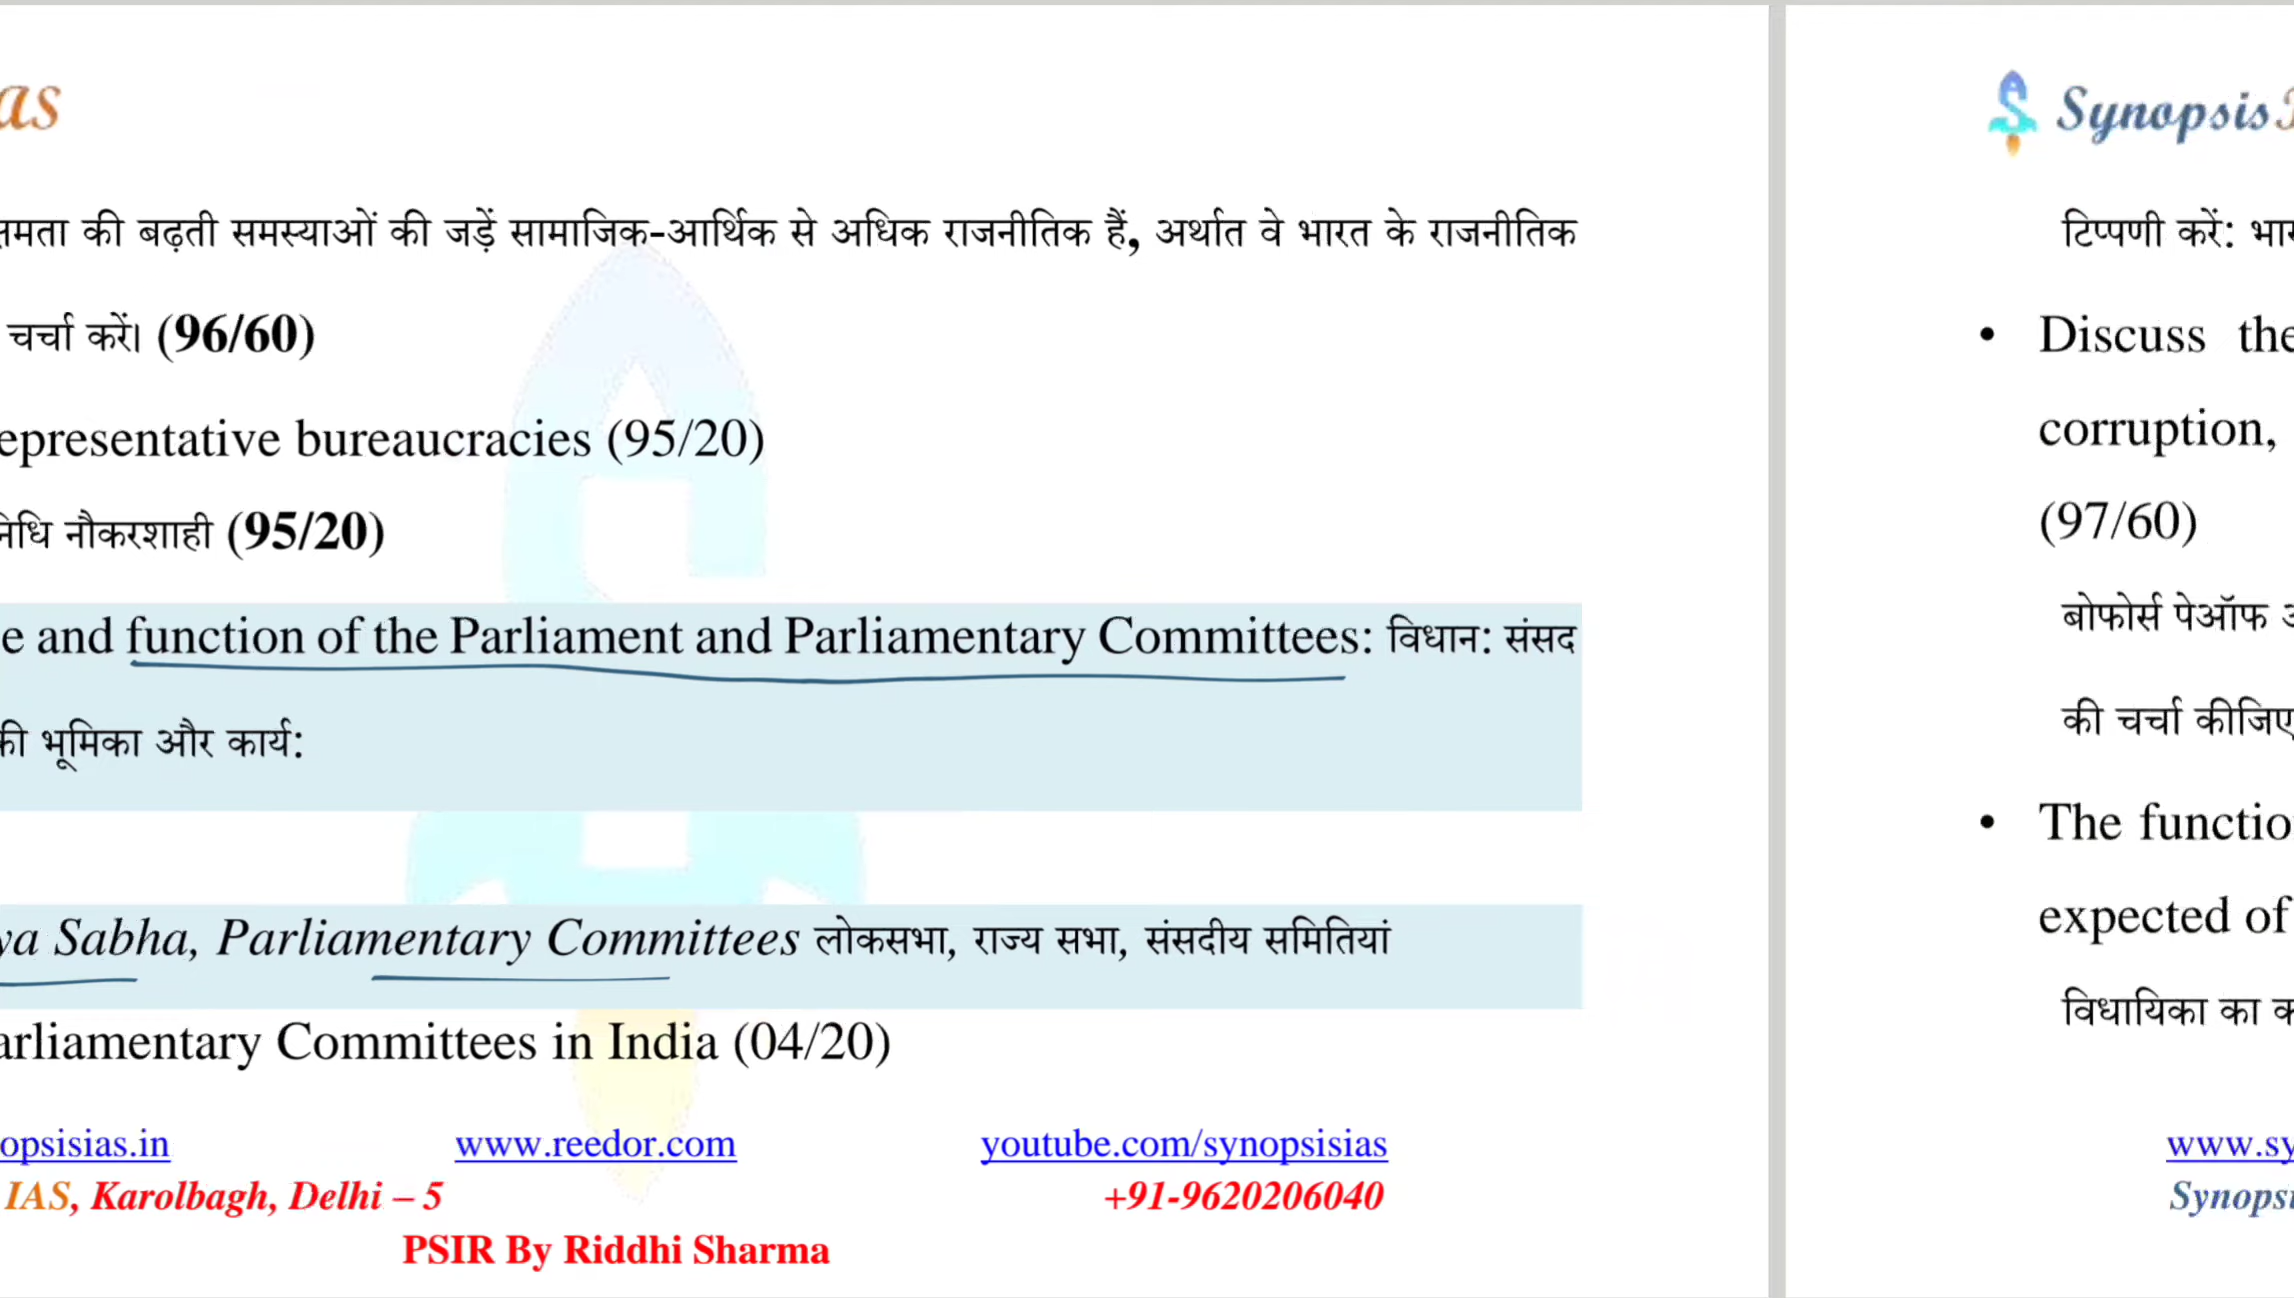 as
की बढ़ती समस्याओं की जड़ें सामाजिक-आर्थिक से अधिक राजनीतिक हैं, अर्थात वे भारत के राजनीतिक
चर्चा करें। (96/60)
epresentative bureaucracies (95/20)
नौकरशाही (95/20)
e and function of the Parliament and Parliamentary Committees: विधान: संसद
की भूमिका और कार्य:
ya Sabha, Parliamentary Committees लोकसभा, राज्य सभा, संसदीय समितियां
arliamentary Committees in India (04/20)
opsisias.in www.reedor.com youtube.com/synopsisias
IAS, Karolbagh, Delhi – 5 +91-9620206040
PSIR By Riddhi Sharma
Synopsis
टिप्पणी करें:
• Discuss the
corruption,
(97/60)
बोफोर्स पेऑफ
की चर्चा कीजिए
• The functio
expected of
विधायिका का
www.sy
Synopsi